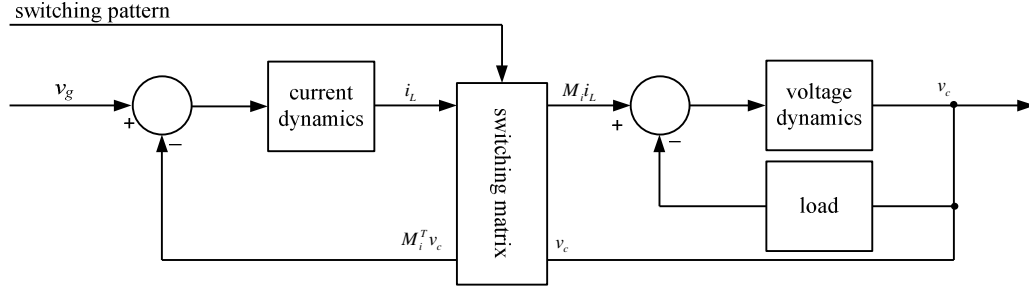 switching pattern
v_g
+
−
current
dynamics
i_L
switching matrix
M_i i_L
+
−
voltage
dynamics
v_c
load
M_i^T v_c
v_c